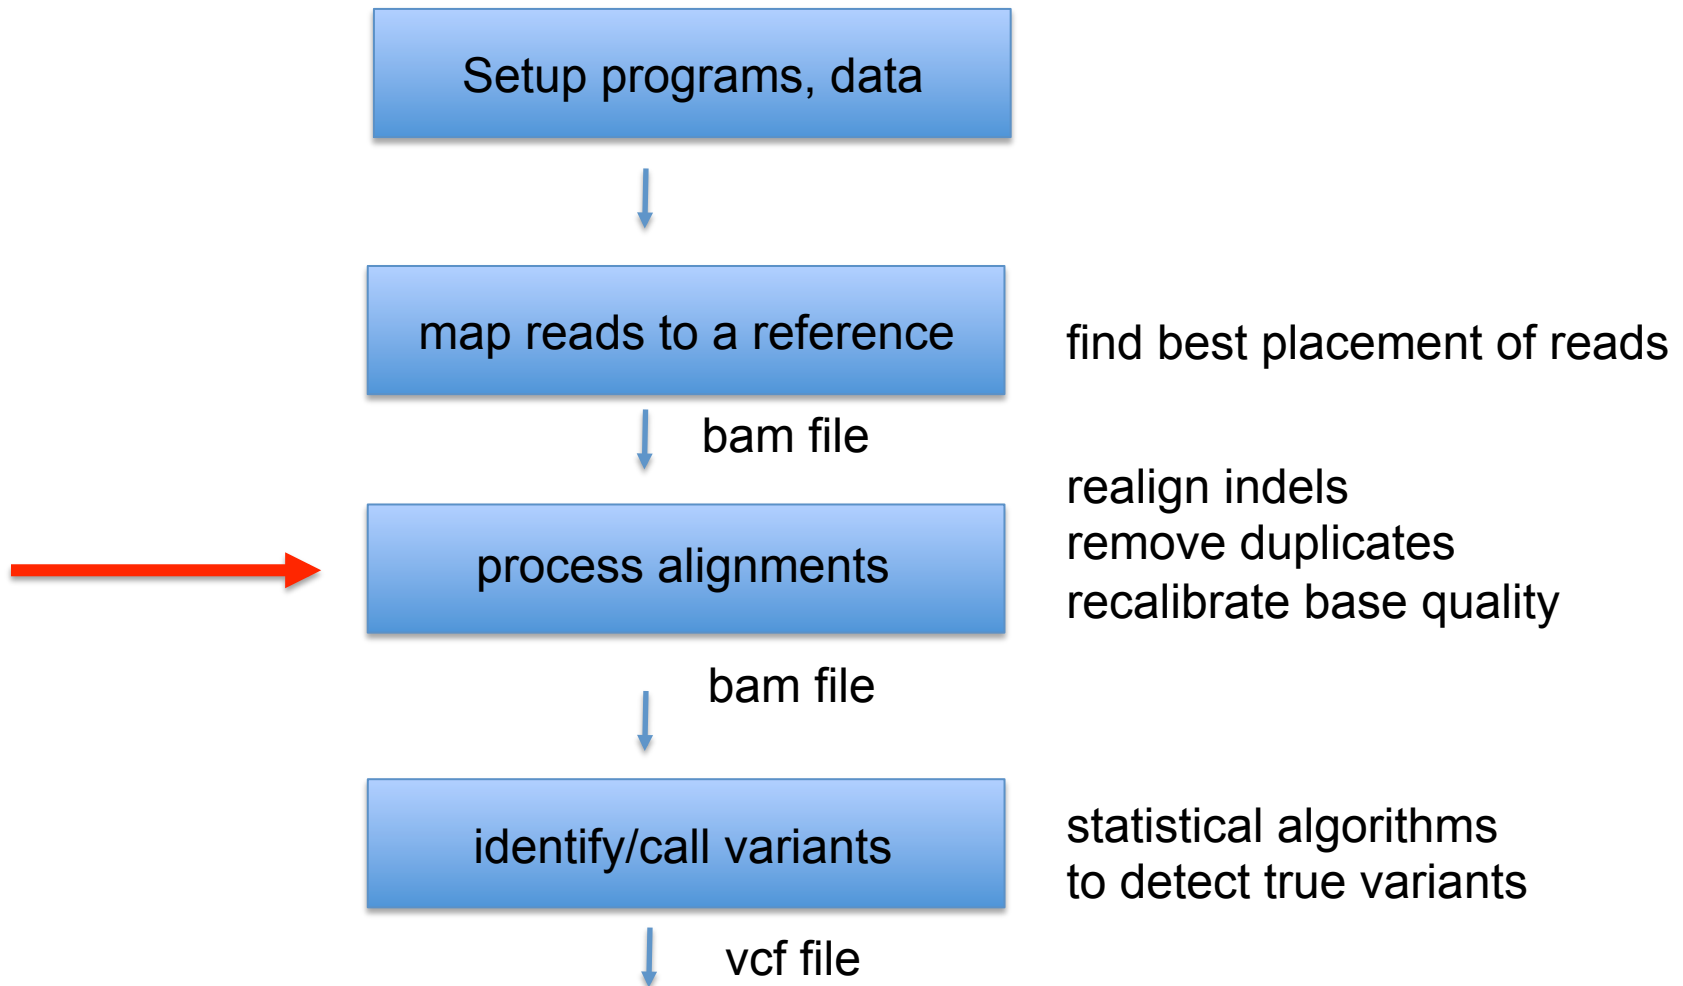 Setup programs, data
map reads to a reference
find best placement of reads
bam file
process alignments
realign indels
remove duplicates
recalibrate base quality
bam file
identify/call variants
statistical algorithms
to detect true variants
vcf file